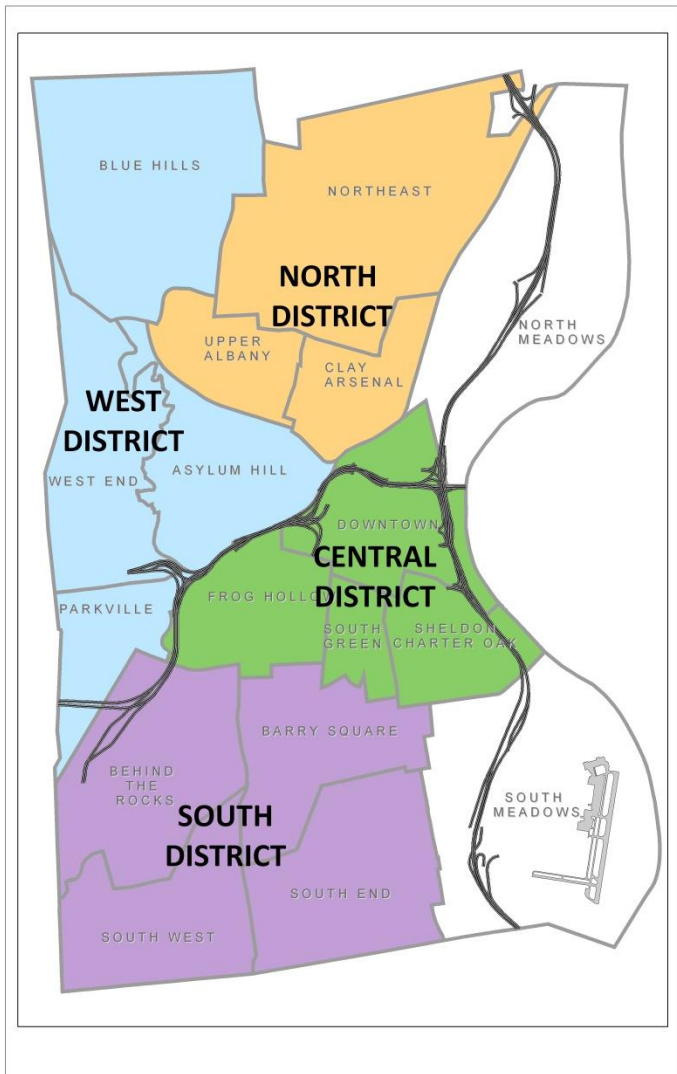 BLUE HILLS
NORTHEAST
NORTH
DISTRICT
NORTH
MEADOWS
UPPER
ALBANY
CLAY
ARSENAL
WEST
DISTRICT
WEST END
ASYLUM HILL
DOWNTOWN
CENTRAL
DISTRICT
PARKVILLE
FROG HOLLOW
SOUTH
GREEN
SHELDON
CHARTER OAK
BARRY SQUARE
BEHIND
THE
ROCKS
SOUTH
MEADOWS
SOUTH
DISTRICT
SOUTH END
SOUTH WEST